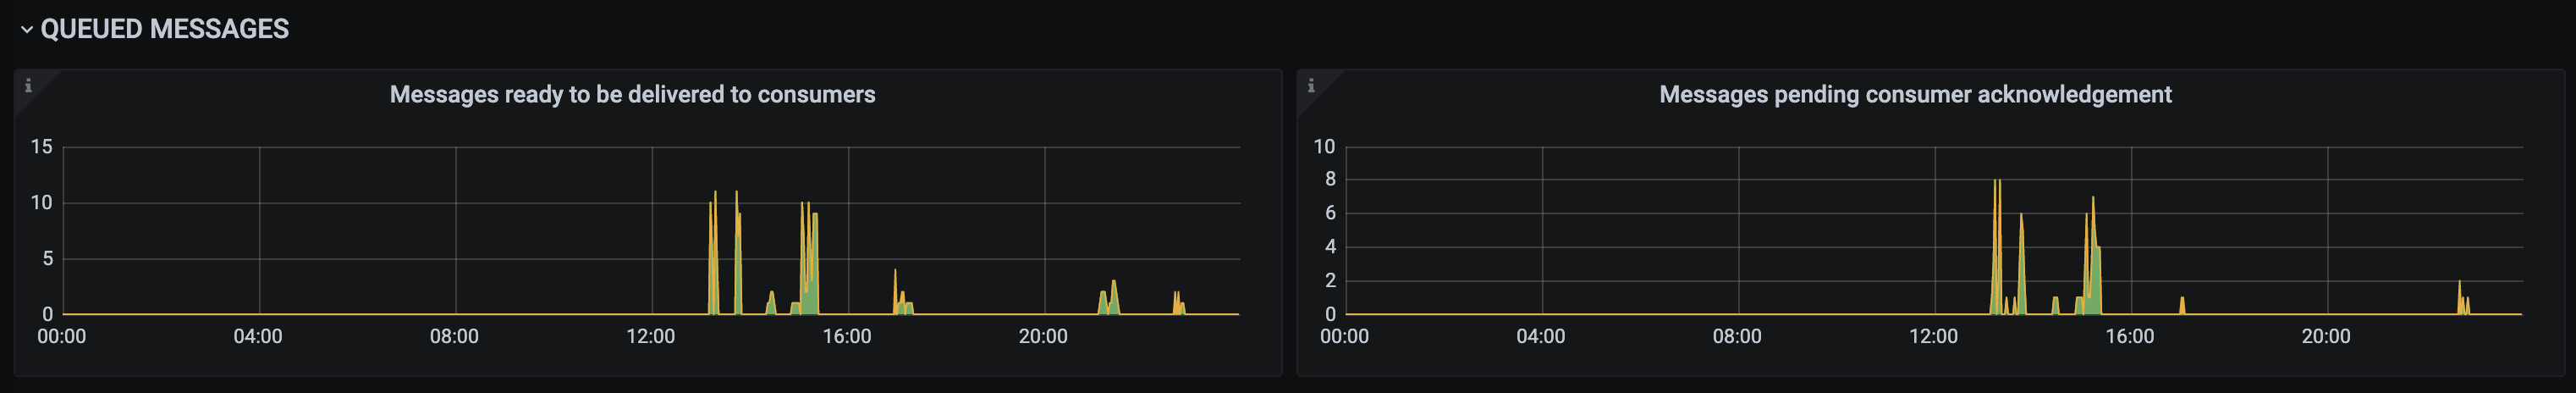 QUEUED MESSAGES
i
Messages ready to be delivered to consumers
15
10
5
0
00:00 04:00 08:00 12:00 16:00 20:00
i
Messages pending consumer acknowledgement
10
8
6
4
2
0
00:00 04:00 08:00 12:00 16:00 20:00